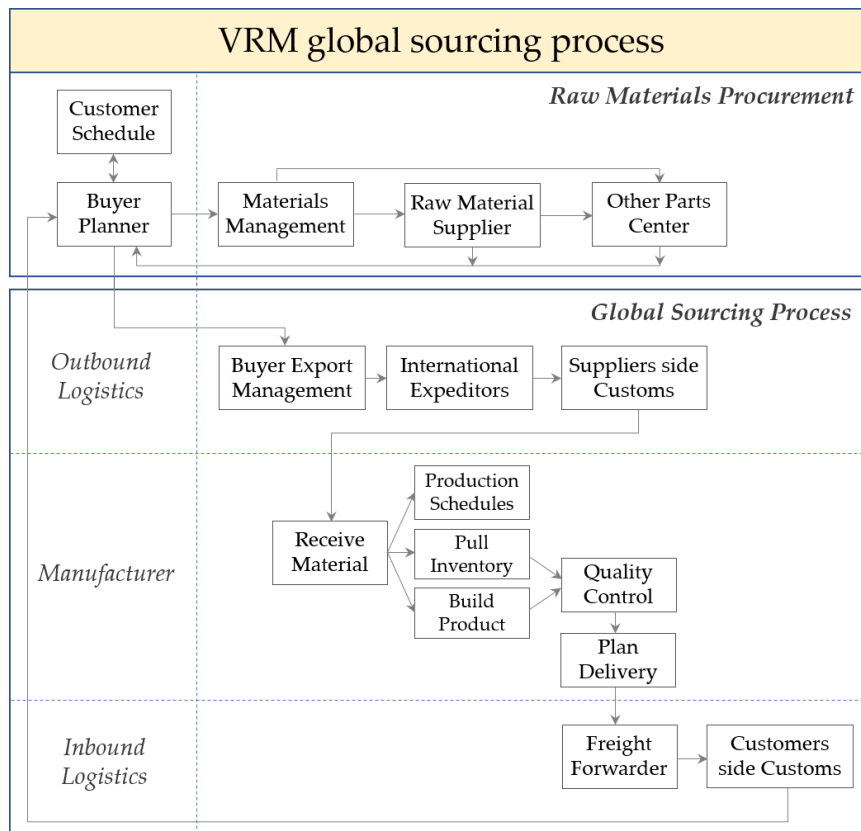 VRM global sourcing process
Raw Materials Procurement
Customer
Schedule
Buyer
Planner
Materials
Management
Raw Material
Supplier
Other Parts
Center
Global Sourcing Process
Outbound
Logistics
Buyer Export
Management
International
Expeditors
Suppliers side
Customs
Manufacturer
Receive
Material
Production
Schedules
Pull
Inventory
Build
Product
Quality
Control
Plan
Delivery
Inbound
Logistics
Freight
Forwarder
Customers
side Customs